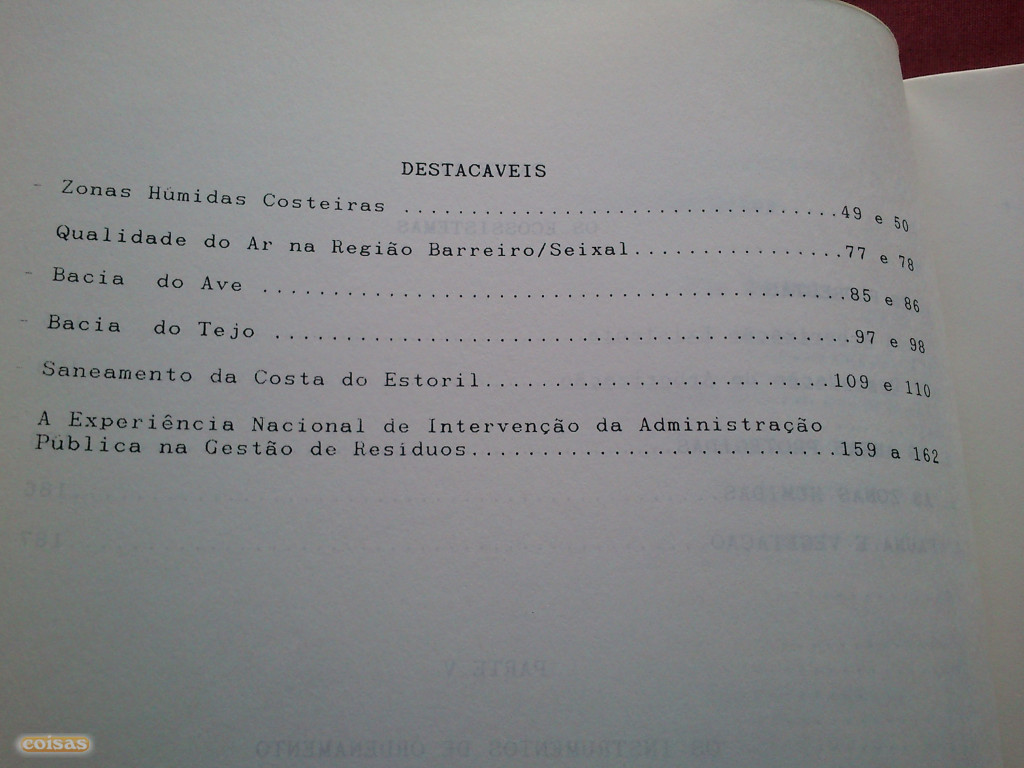 DESTACAVEIS
- Zonas Húmidas Costeiras ................................49 e 50
Qualidade do Ar na Região Barreiro/Seixal................77 e 78
- Bacia do Ave ..........................................85 e 86
- Bacia do Tejo ..........................................97 e 98
Saneamento da Costa do Estoril..........................109 e 110
A Experiência Nacional de Intervenção da Administração
Pública na Gestão de Resíduos...........................159 a 162
coisas